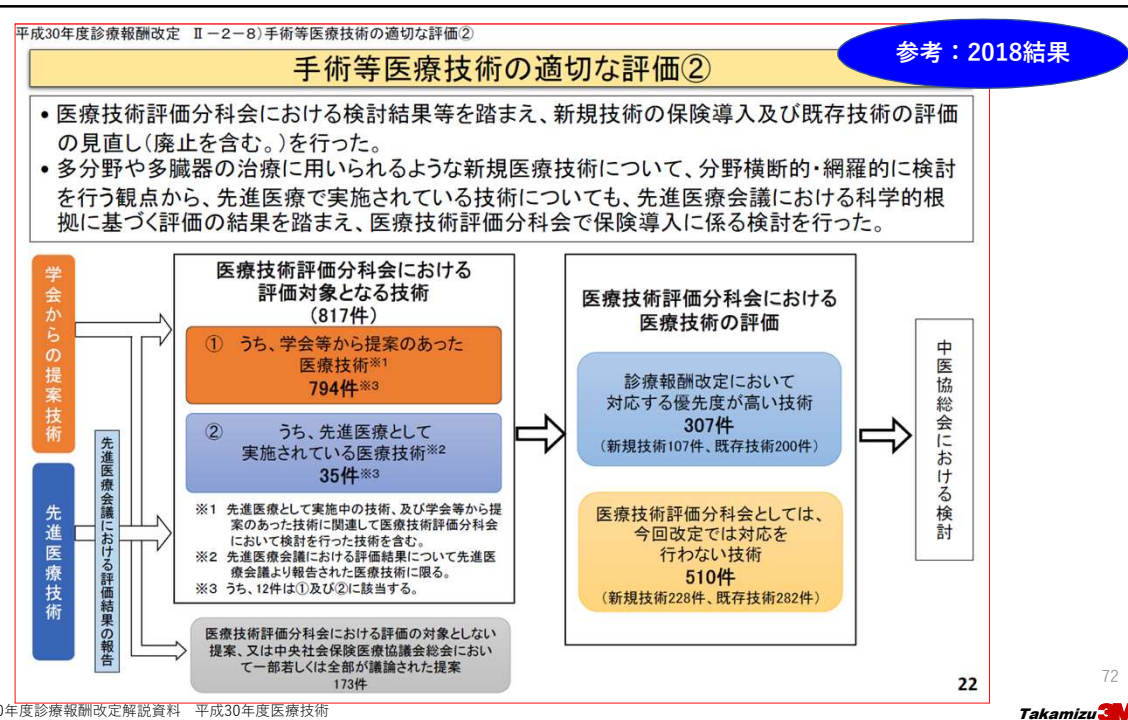 平成30年度診療報酬改定 Ⅱ－2－8）手術等医療技術の適切な評価②
参考：2018結果
手術等医療技術の適切な評価②
• 医療技術評価分科会における検討結果等を踏まえ、新規技術の保険導入及び既存技術の評価
の見直し（廃止を含む。）を行った。
• 多分野や多臓器の治療に用いられるような新規医療技術について、分野横断的・網羅的に検討
を行う観点から、先進医療で実施されている技術についても、先進医療会議における科学的根
拠に基づく評価の結果を踏まえ、医療技術評価分科会で保険導入に係る検討を行った。
学会からの提案技術
先進医療技術
先進医療会議における評価結果の報告
医療技術評価分科会における
評価対象となる技術
（817件）
① うち、学会等から提案のあった
医療技術※1
794件※3
② うち、先進医療として
実施されている医療技術※2
35件※3
※1 先進医療として実施中の技術、及び学会等から提
案のあった技術に関連して医療技術評価分科会
において検討を行った技術を含む。
※2 先進医療会議における評価結果について先進医
療会議より報告された医療技術に限る。
※3 うち、12件は①及び②に該当する。
医療技術評価分科会における評価の対象としない
提案、又は中央社会保険医療協議会総会におい
て一部若しくは全部が議論された提案
173件
医療技術評価分科会における
医療技術の評価
診療報酬改定において
対応する優先度が高い技術
307件
（新規技術107件、既存技術200件）
医療技術評価分科会としては、
今回改定では対応を
行わない技術
510件
（新規技術228件、既存技術282件）
中医協総会における検討
22
72
0年度診療報酬改定解説資料 平成30年度医療技術
Takamizu 3M